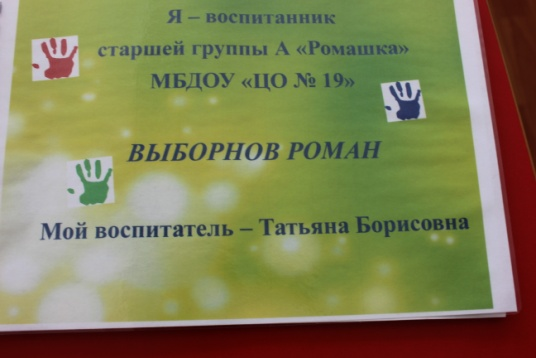 Я – воспитанник
старшей группы А «Ромашка»
МБДОУ «ЦО № 19»
ВЫБОРНОВ РОМАН
Мой воспитатель – Татьяна Борисовна